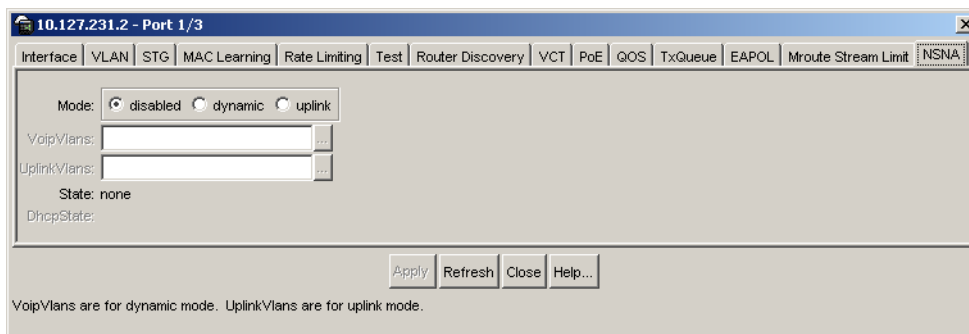 10.127.231.2 - Port 1/3
Interface VLAN STG MAC Learning Rate Limiting Test Router Discovery VCT PoE QOS TxQueue EAPOL Mroute Stream Limit NSNA
Mode: disabled dynamic uplink
VoipVlans: ...
UplinkVlans: ...
State: none
DhcpState:
Apply Refresh Close Help...
VoipVlans are for dynamic mode. UplinkVlans are for uplink mode.